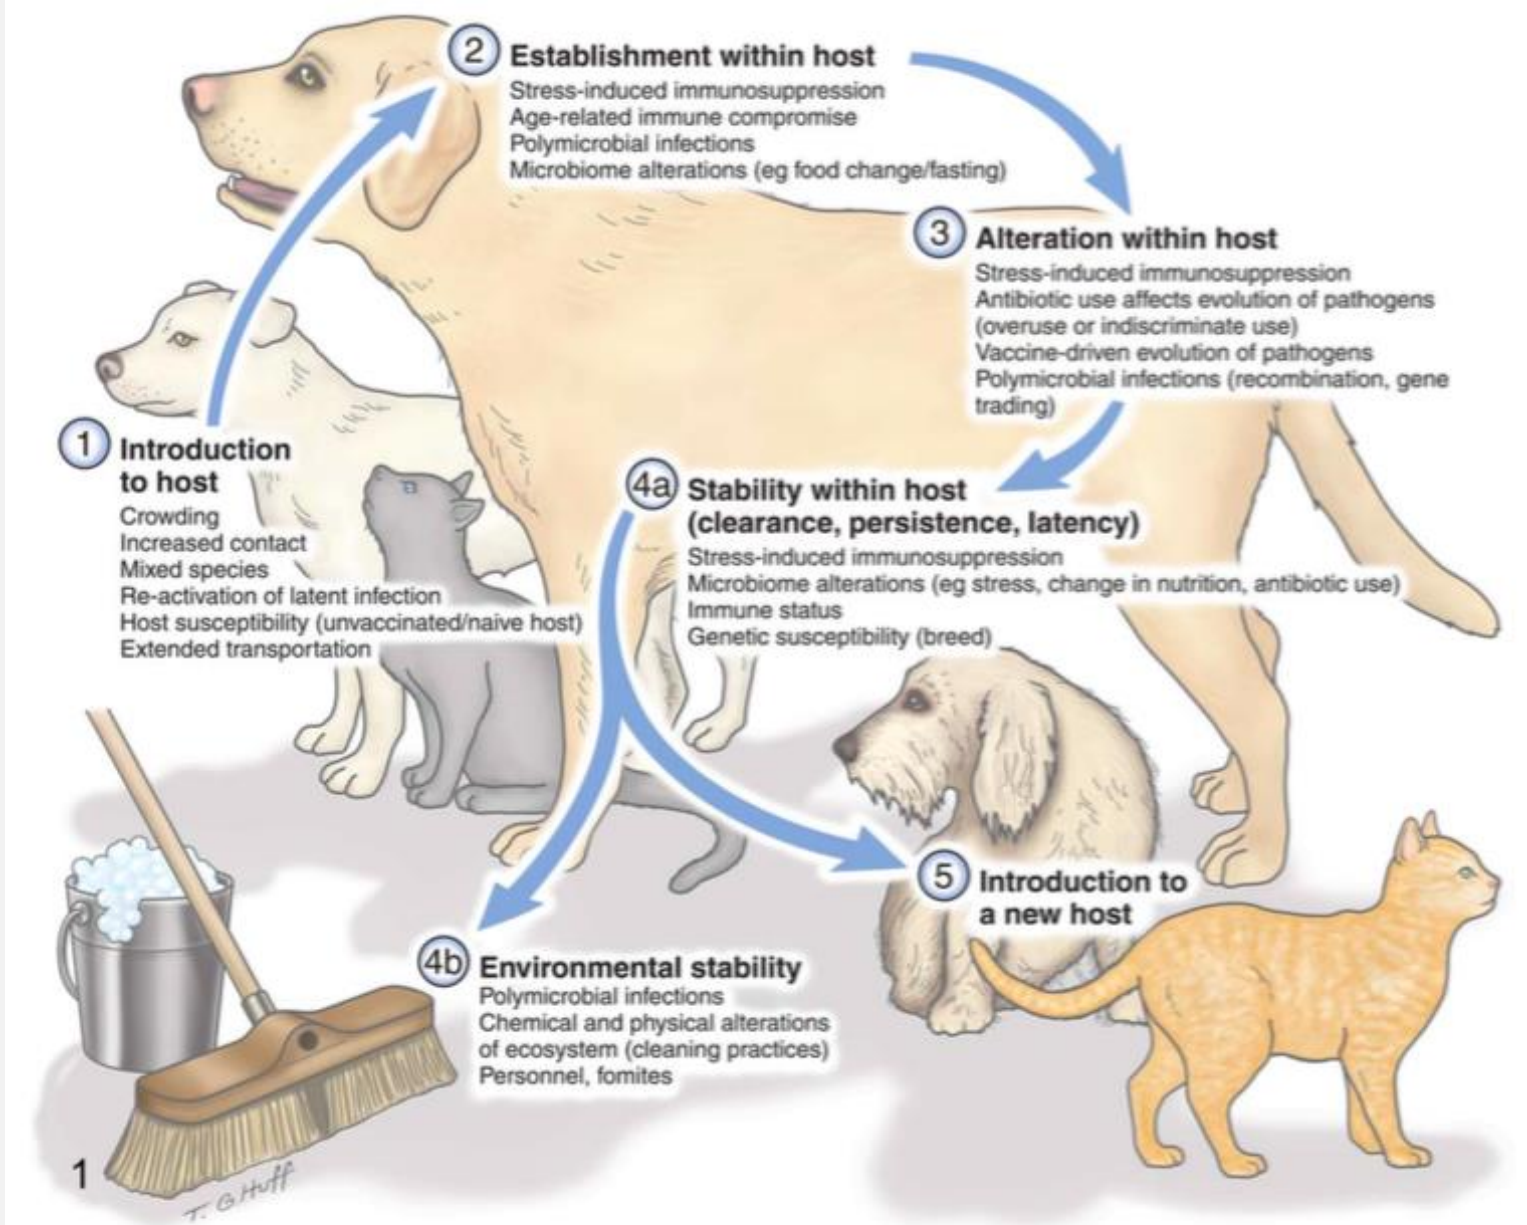 2 Establishment within host
Stress-induced immunosuppression
Age-related immune compromise
Polymicrobial infections
Microbiome alterations (eg food change/fasting)
3 Alteration within host
Stress-induced immunosuppression
Antibiotic use affects evolution of pathogens
(overuse or indiscriminate use)
Vaccine-driven evolution of pathogens
Polymicrobial infections (recombination, gene
trading)
1 Introduction
to host
Crowding
Increased contact
Mixed species
Re-activation of latent infection
Host susceptibility (unvaccinated/naive host)
Extended transportation
4a Stability within host
(clearance, persistence, latency)
Stress-induced immunosuppression
Microbiome alterations (eg stress, change in nutrition, antibiotic use)
Immune status
Genetic susceptibility (breed)
5 Introduction to
a new host
4b Environmental stability
Polymicrobial infections
Chemical and physical alterations
of ecosystem (cleaning practices)
Personnel, fomites
1
T. G Huff